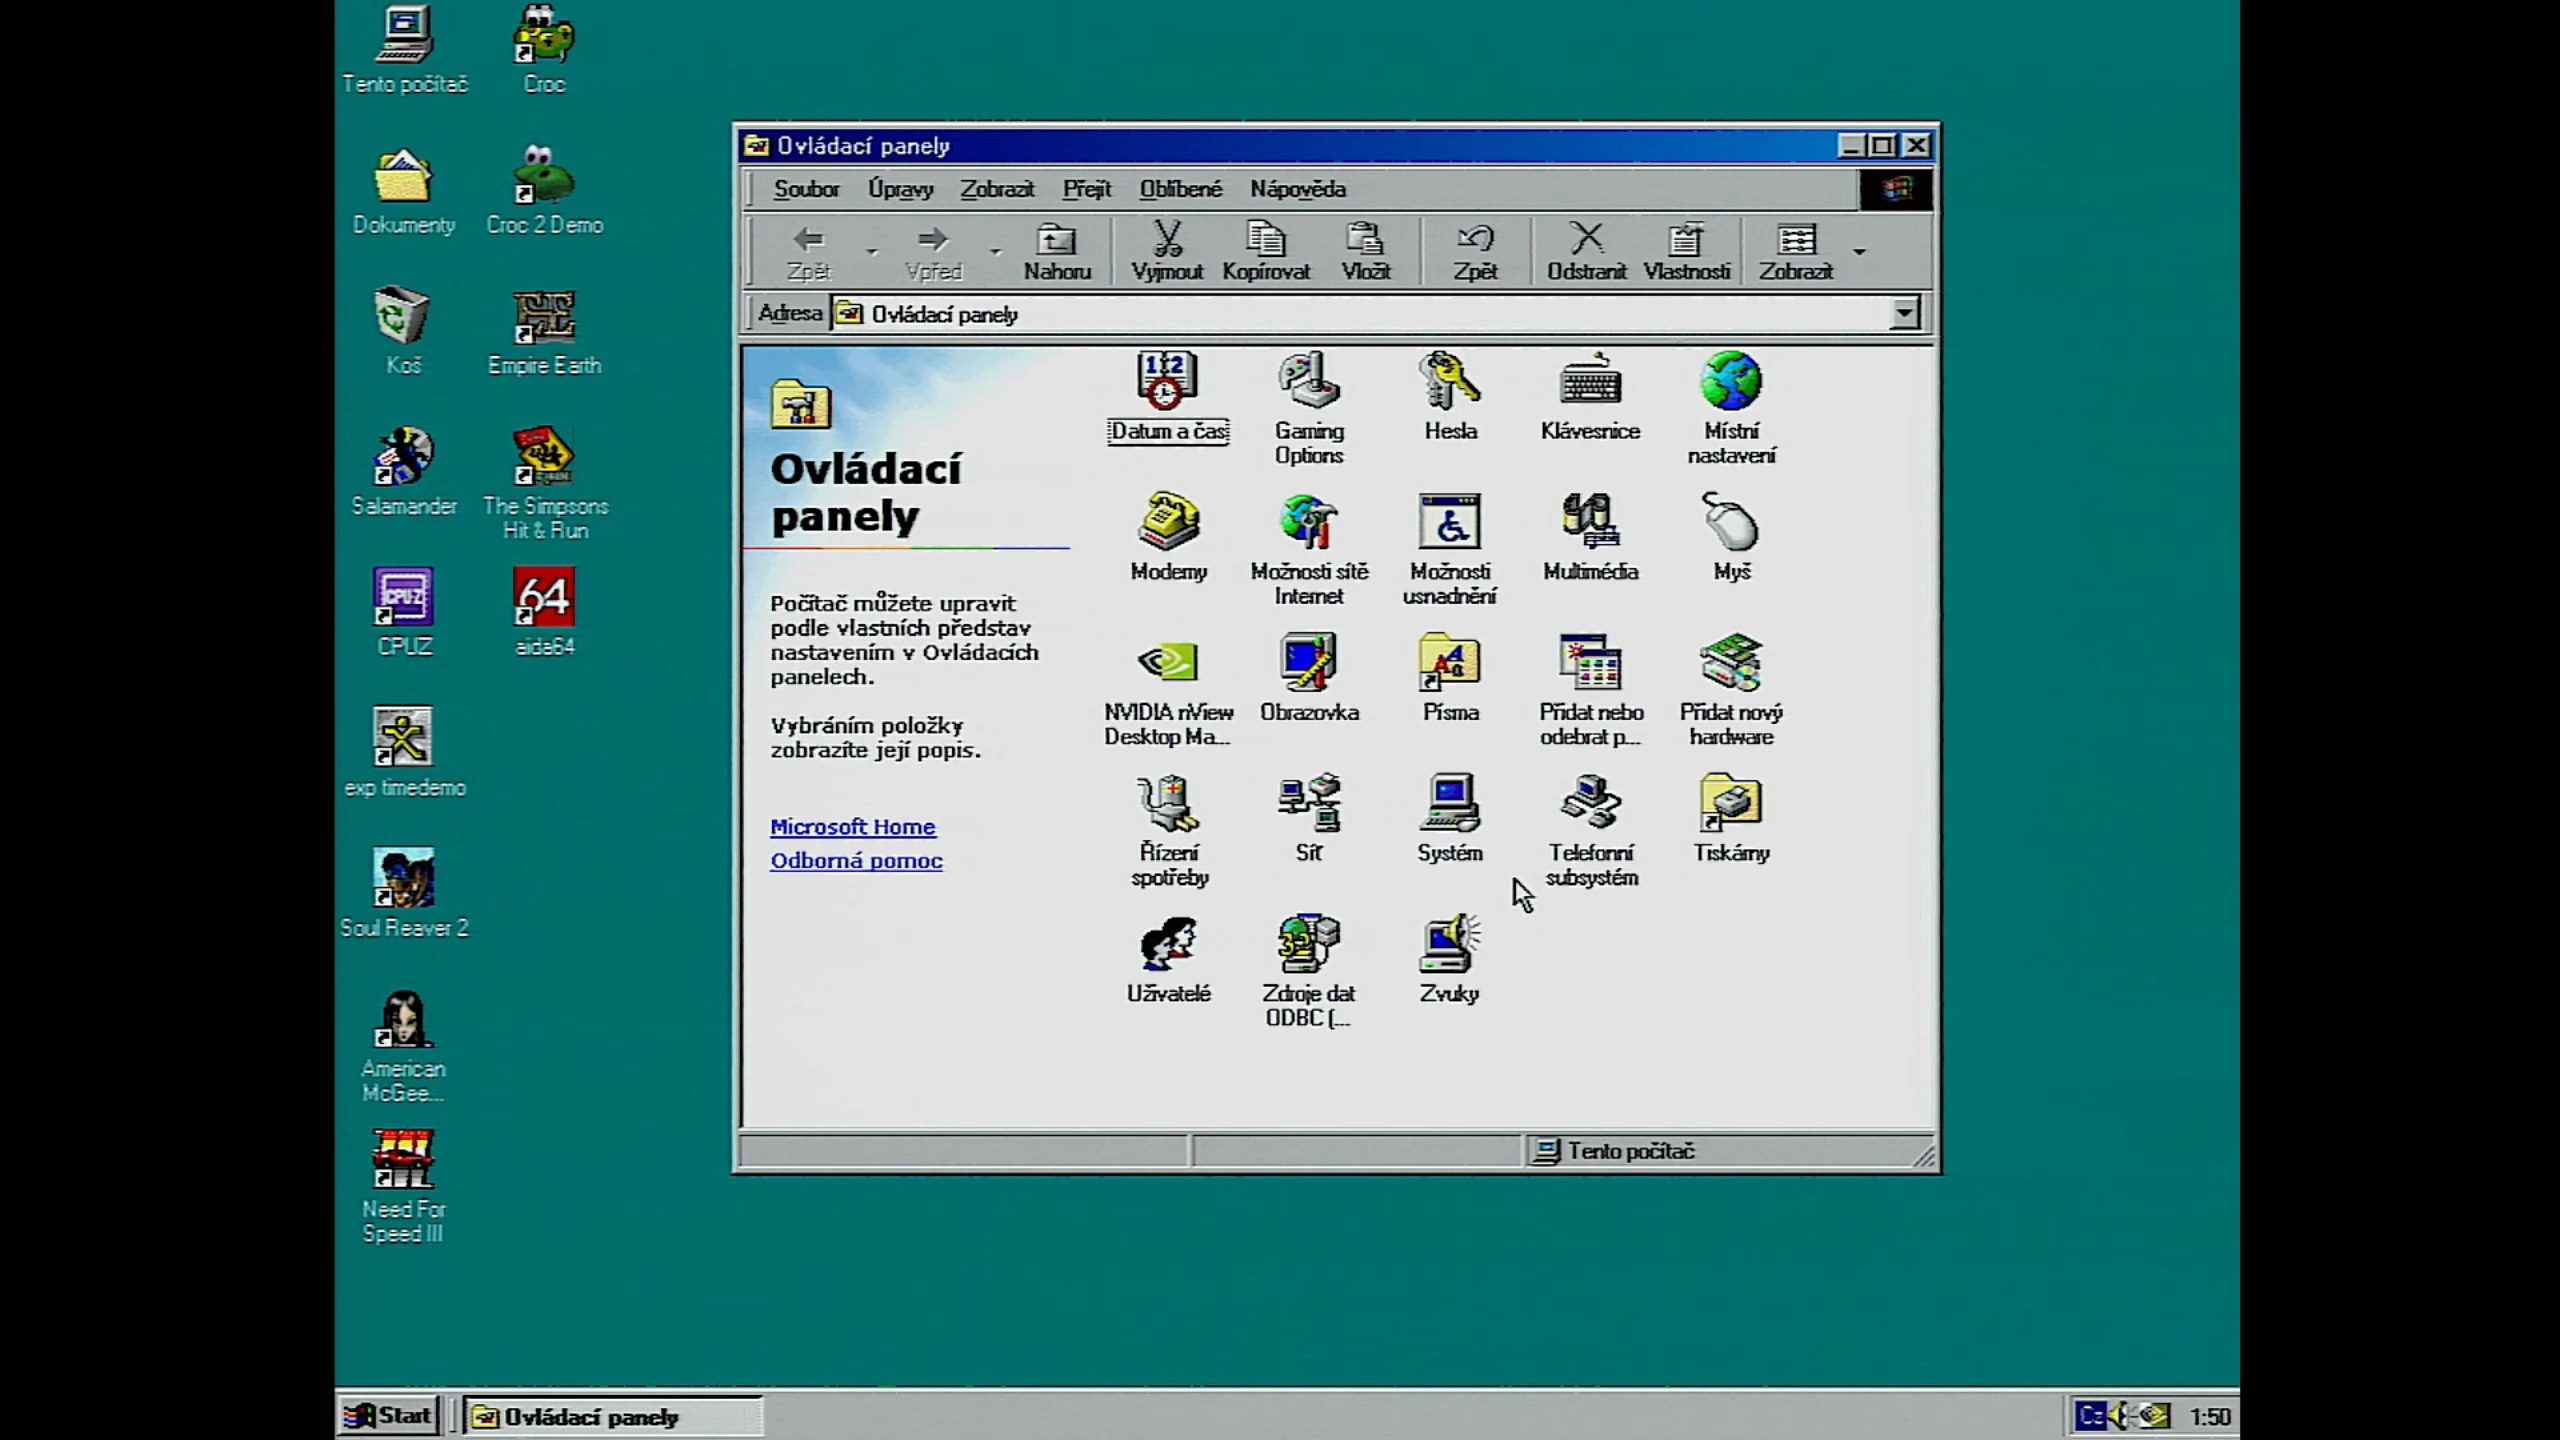 Tento počítač
Croc
Dokumenty
Croc 2 Demo
Koš
Empire Earth
Salamander
The Simpsons
Hit & Run
CPUZ
CPU-Z
64
aida64
exp timedemo
Soul Reaver 2
American
McGee...
Need For
Speed III
Ovládací panely
Soubor Úpravy Zobrazit Přejít Oblíbené Nápověda
Zpět Vpřed Nahoru Vyjmout Kopírovat Vložit Zpět Odstranit Vlastnosti Zobrazit
Adresa Ovládací panely
Ovládací
panely
Počítač můžete upravit
podle vlastních představ
nastavením v Ovládacích
panelech.
Vybráním položky
zobrazíte její popis.
Microsoft Home
Odborná pomoc
12
Datum a čas
Gaming
Options
Hesla
Klávesnice
Místní
nastavení
Modemy
Možnosti sítě
Internet
Možnosti
usnadnění
Multimédia
Myš
NVIDIA nView
Desktop Ma...
Obrazovka
Písma
Přidat nebo
odebrat p...
Přidat nový
hardware
Řízení
spotřeby
Síť
Systém
Telefonní
subsystém
Tiskárny
Uživatelé
32
Zdroje dat
ODBC (...
Zvuky
Tento počítač
Start
Ovládací panely
Cz
1:50